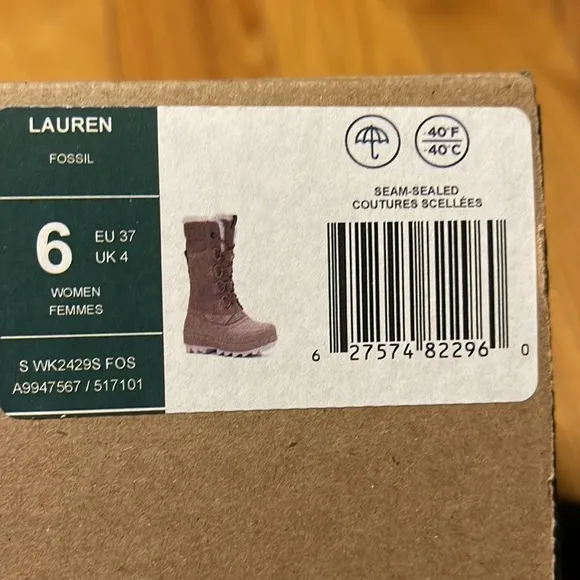 LAUREN
FOSSIL
6
EU 37
UK 4
WOMEN
FEMMES
S WK2429S FOS
A9947567 / 517101
-40°F
-40°C
SEAM-SEALED
COUTURES SCELLÉES
6 27574 82296 0